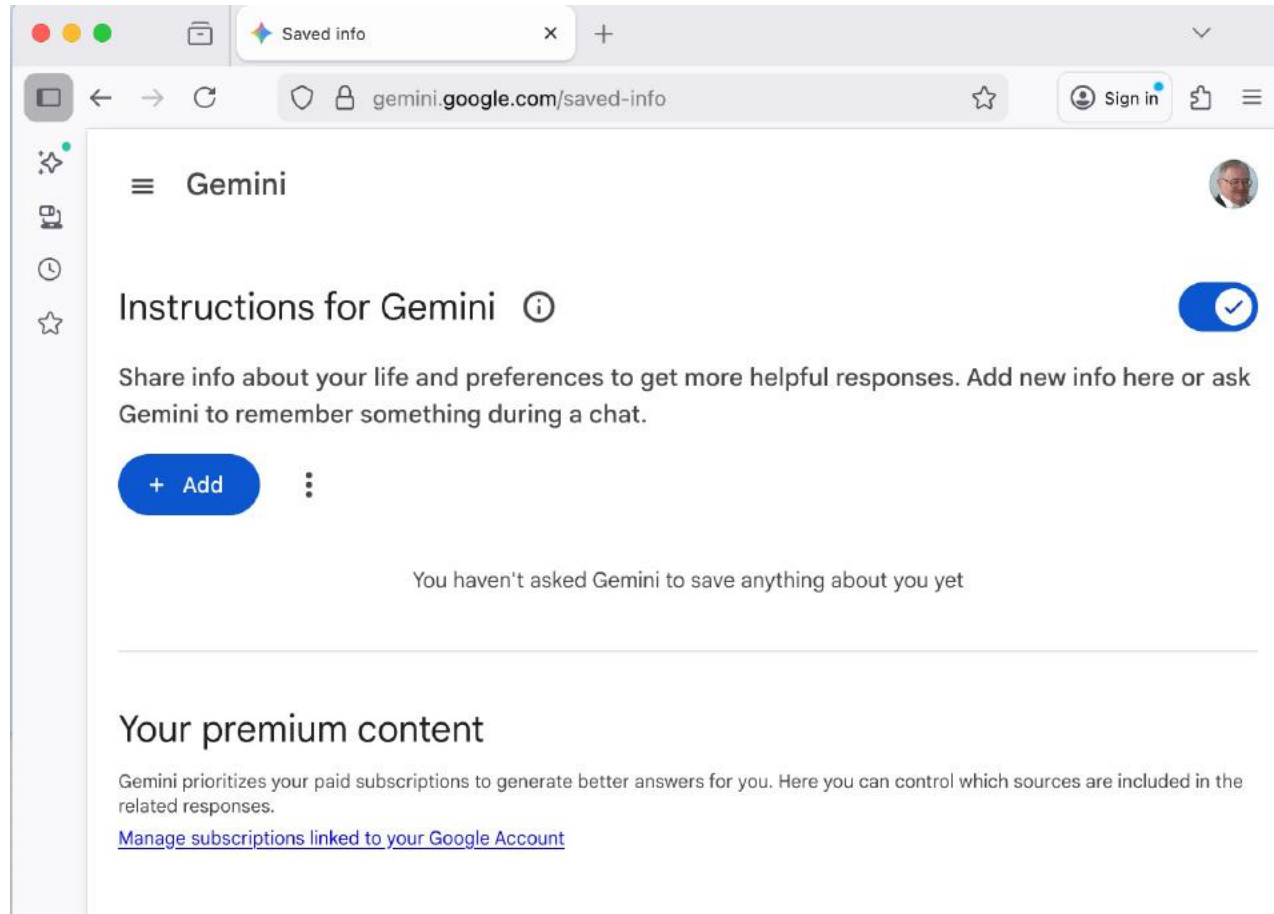 Saved info
gemini.google.com/saved-info
Sign in
Gemini
Instructions for Gemini
Share info about your life and preferences to get more helpful responses. Add new info here or ask
Gemini to remember something during a chat.
+ Add
You haven't asked Gemini to save anything about you yet
Your premium content
Gemini prioritizes your paid subscriptions to generate better answers for you. Here you can control which sources are included in the
related responses.
Manage subscriptions linked to your Google Account